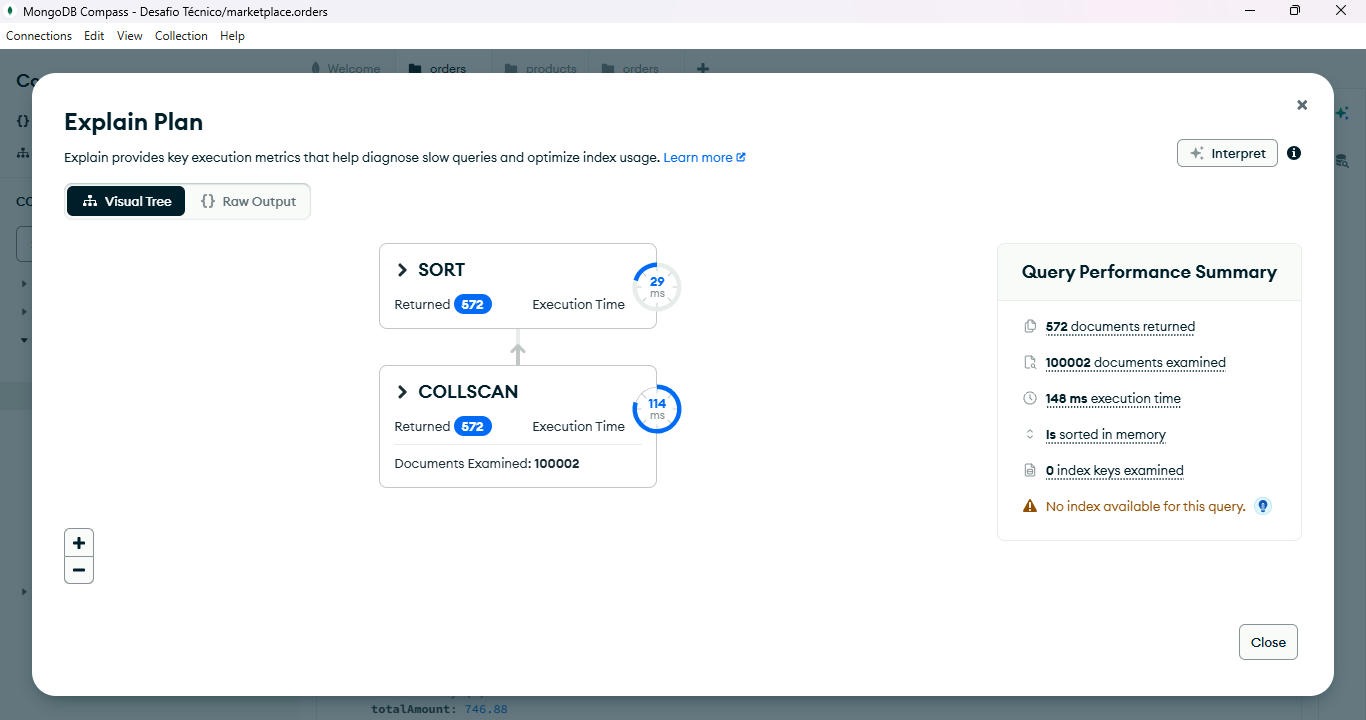 MongoDB Compass - Desafio Técnico/marketplace.orders
Connections Edit View Collection Help
Welcome orders products orders
Explain Plan
Explain provides key execution metrics that help diagnose slow queries and optimize index usage. Learn more
Interpret
Visual Tree {} Raw Output
SORT
Returned 572 Execution Time 29 ms
COLLSCAN
Returned 572 Execution Time 114 ms
Documents Examined: 100002
Query Performance Summary
572 documents returned
100002 documents examined
148 ms execution time
Is sorted in memory
0 index keys examined
No index available for this query.
+
−
Close
totalAmount: 746.88